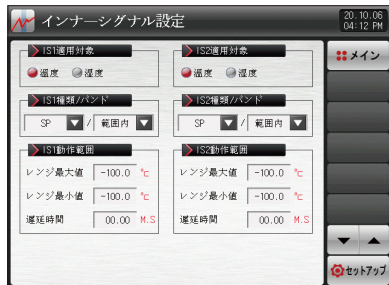 インナーシグナル設定
20.10.06
04:12 PM
IS1適用対象
温度 湿度
IS1種類/バンド
SP / 範囲内
IS1動作範囲
レンジ最大値 -100.0 ℃
レンジ最小値 -100.0 ℃
遅延時間 00.00 M.S
IS2適用対象
温度 湿度
IS2種類/バンド
SP / 範囲内
IS2動作範囲
レンジ最大値 -100.0 ℃
レンジ最小値 -100.0 ℃
遅延時間 00.00 M.S
メイン
セットアップ